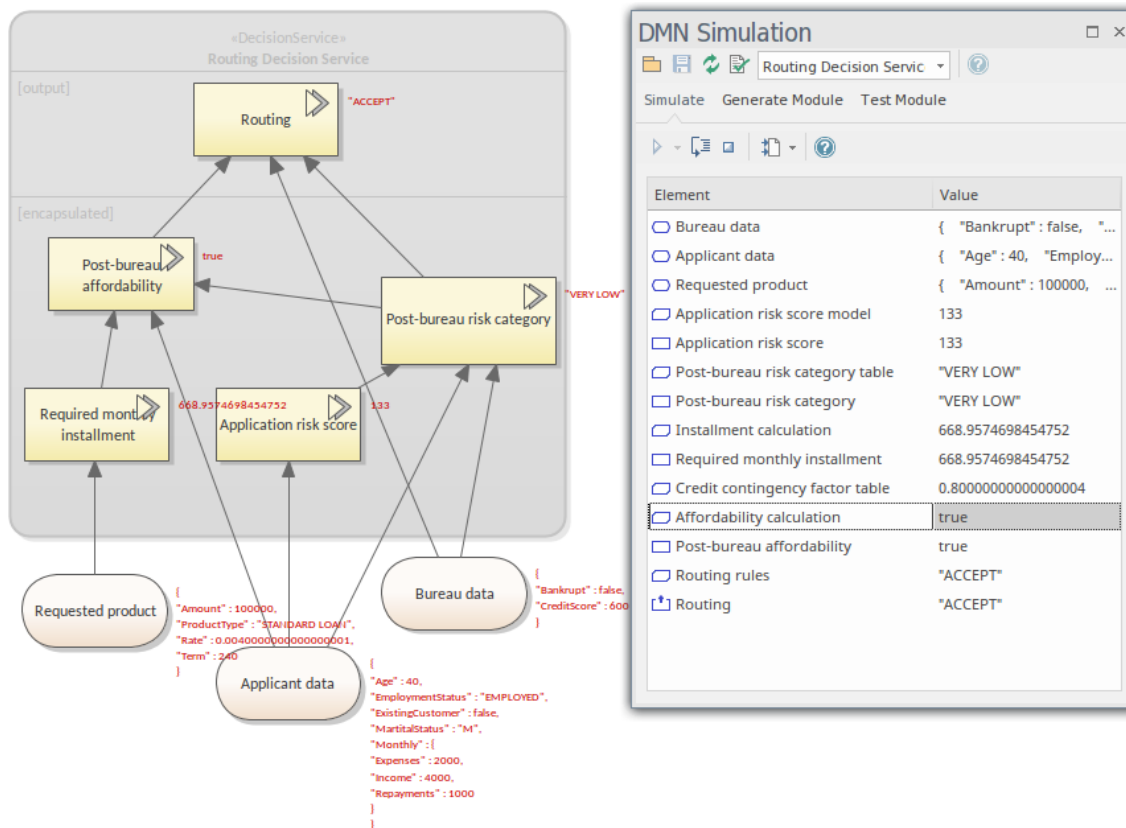 «DecisionService»
Routing Decision Service
[output]
Routing
"ACCEPT"
[encapsulated]
Post-bureau
affordability
true
Post-bureau risk category
"VERY LOW"
Required monthly
installment
668.9574698454752
Application risk score
133
Requested product
{
"Amount" : 100000,
"ProductType" : "STANDARD LOAN",
"Rate" : 0.0040000000000000001,
"Term" : 240
}
Bureau data
{
"Bankrupt" : false,
"CreditScore" : 600
}
Applicant data
{
"Age" : 40,
"EmploymentStatus" : "EMPLOYED",
"ExistingCustomer" : false,
"MartitalStatus" : "M",
"Monthly" : {
"Expenses" : 2000,
"Income" : 4000,
"Repayments" : 1000
}
}
DMN Simulation
Routing Decision Servic
Simulate Generate Module Test Module
Element Value
Bureau data { "Bankrupt" : false, "...
Applicant data { "Age" : 40, "Employ...
Requested product { "Amount" : 100000, ...
Application risk score model 133
Application risk score 133
Post-bureau risk category table "VERY LOW"
Post-bureau risk category "VERY LOW"
Installment calculation 668.9574698454752
Required monthly installment 668.9574698454752
Credit contingency factor table 0.80000000000000004
Affordability calculation true
Post-bureau affordability true
Routing rules "ACCEPT"
Routing "ACCEPT"